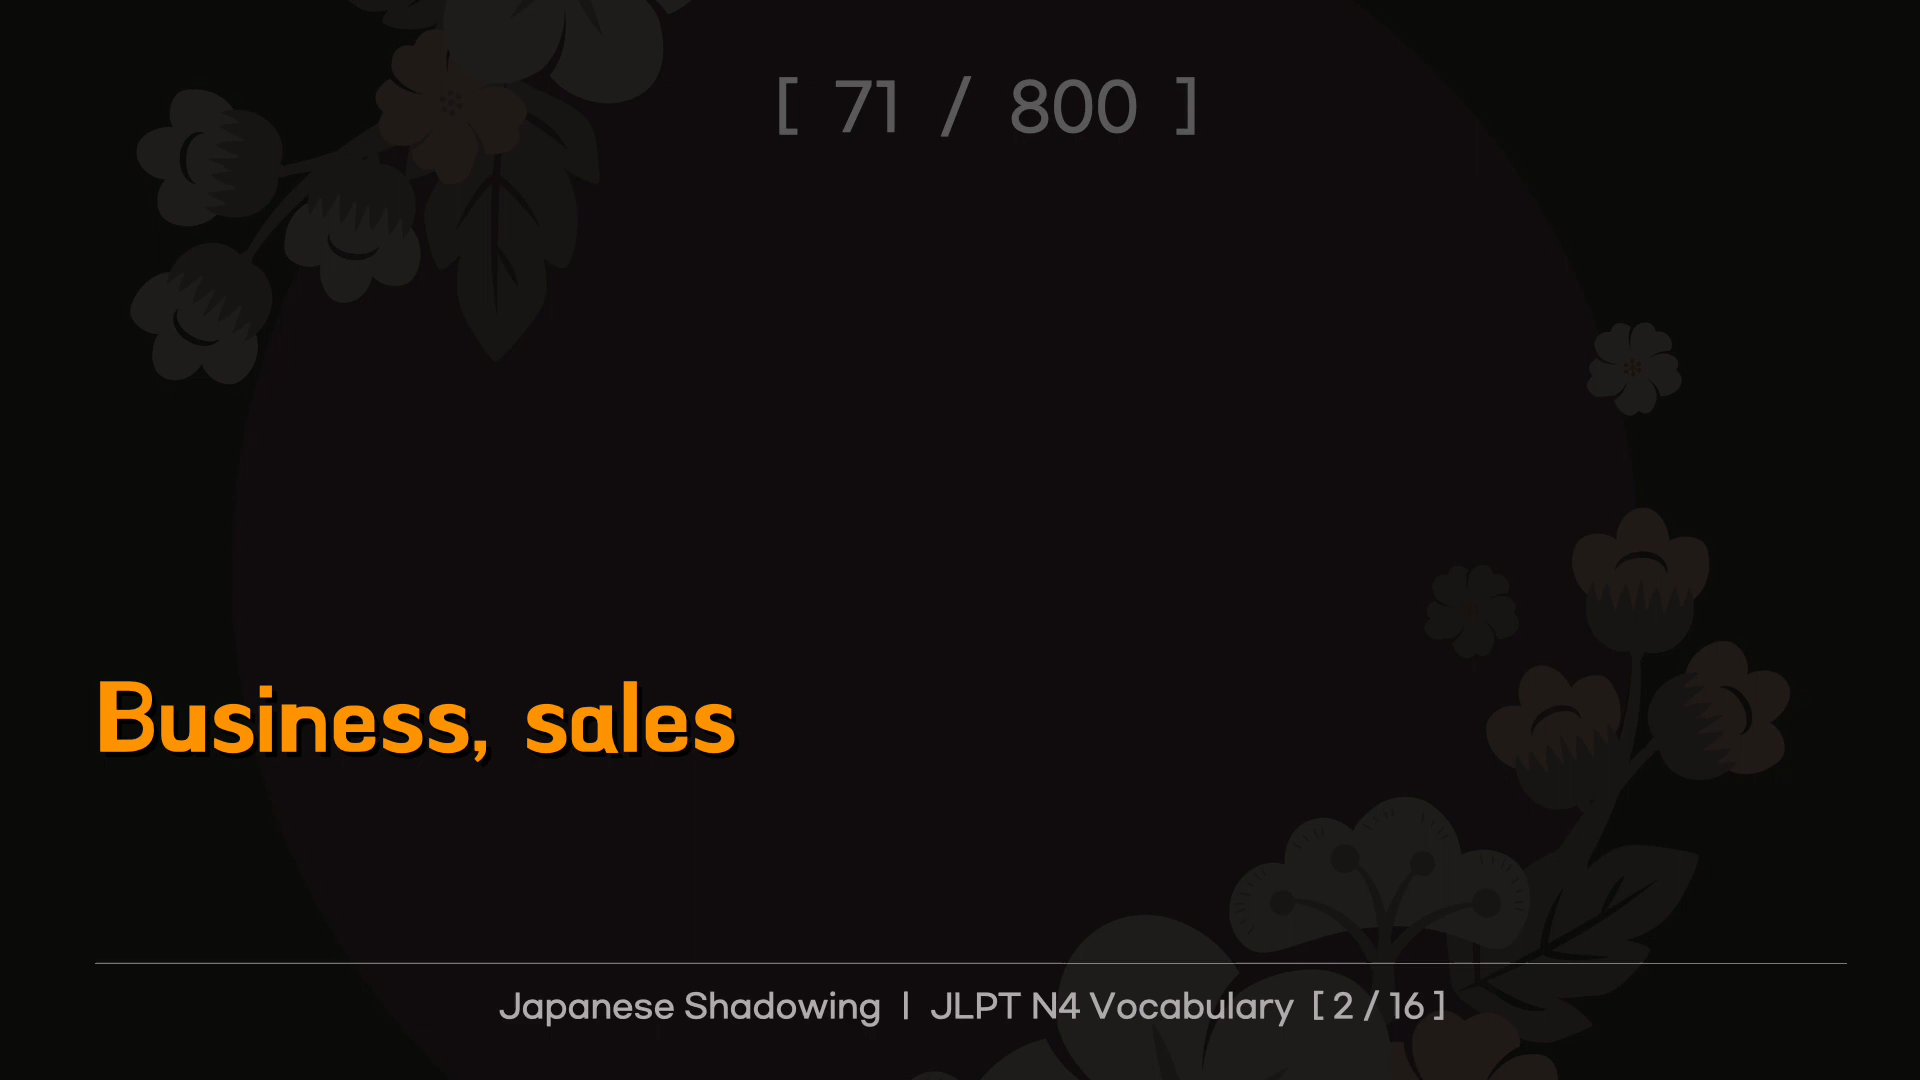 [ 71 / 800 ]
Business, sales
Japanese Shadowing | JLPT N4 Vocabulary [ 2 / 16 ]